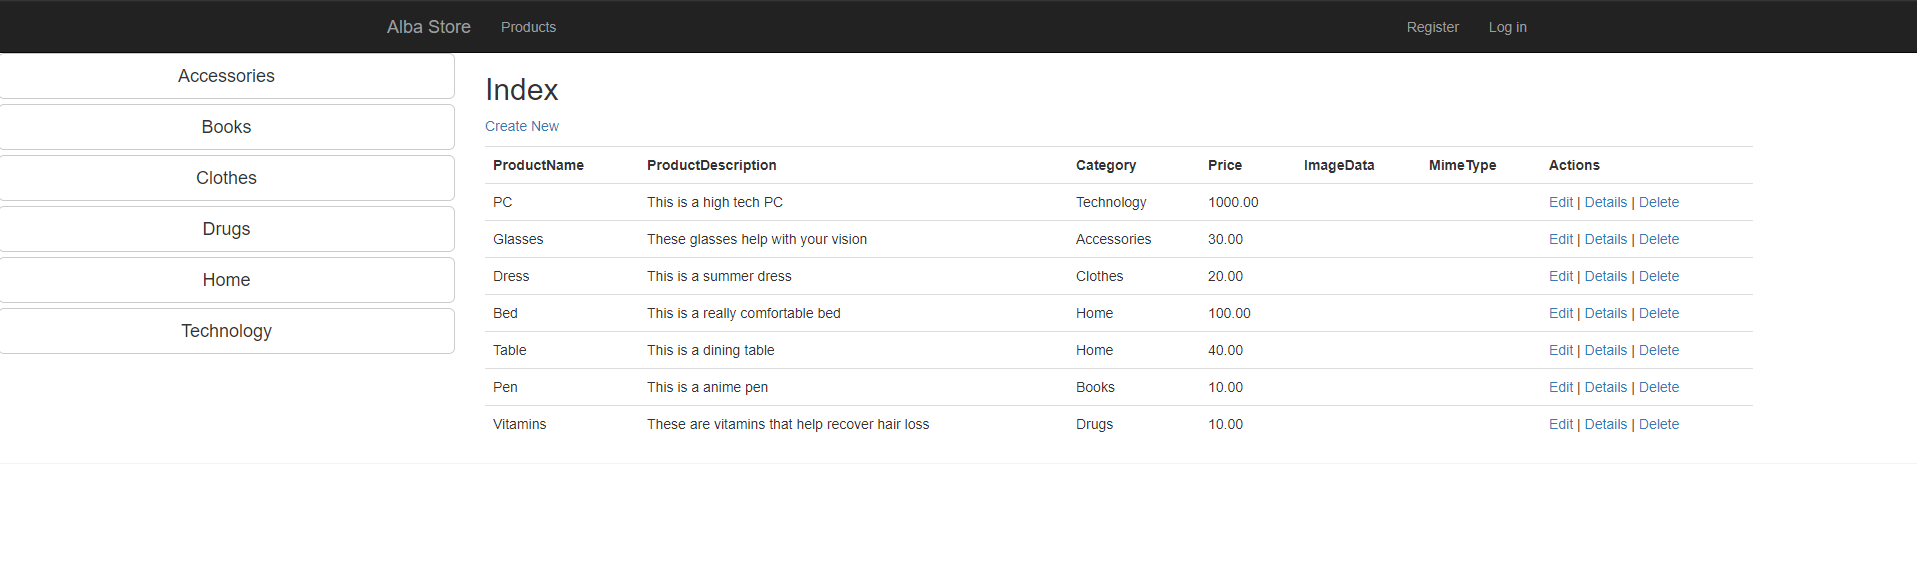 Alba Store Products Register Log in
Accessories
Books
Clothes
Drugs
Home
Technology
Index
Create New
ProductName ProductDescription Category Price ImageData MimeType Actions
PC This is a high tech PC Technology 1000.00 Edit | Details | Delete
Glasses These glasses help with your vision Accessories 30.00 Edit | Details | Delete
Dress This is a summer dress Clothes 20.00 Edit | Details | Delete
Bed This is a really comfortable bed Home 100.00 Edit | Details | Delete
Table This is a dining table Home 40.00 Edit | Details | Delete
Pen This is a anime pen Books 10.00 Edit | Details | Delete
Vitamins These are vitamins that help recover hair loss Drugs 10.00 Edit | Details | Delete